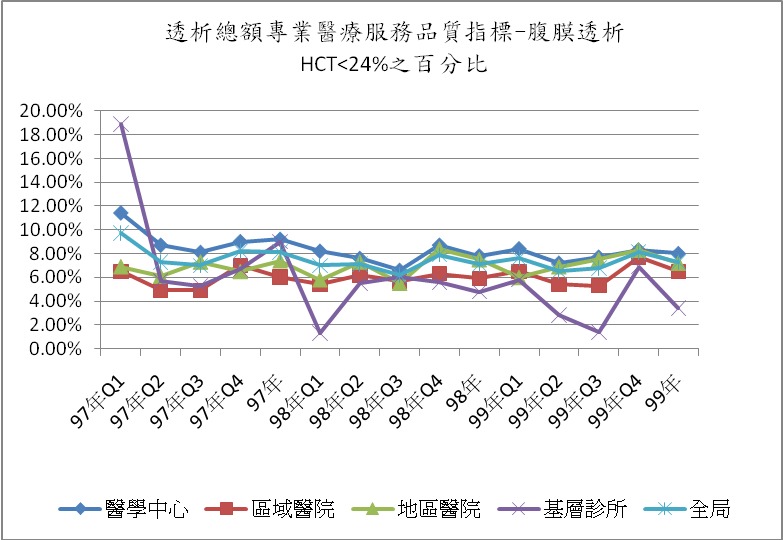 透析總額專業醫療服務品質指標-腹膜透析
HCT<24%之百分比
20.00%
18.00%
16.00%
14.00%
12.00%
10.00%
8.00%
6.00%
4.00%
2.00%
0.00%
97年Q1
97年Q2
97年Q3
97年Q4
97年
98年Q1
98年Q2
98年Q3
98年Q4
98年
99年Q1
99年Q2
99年Q3
99年Q4
99年
醫學中心 區域醫院 地區醫院 基層診所 全局